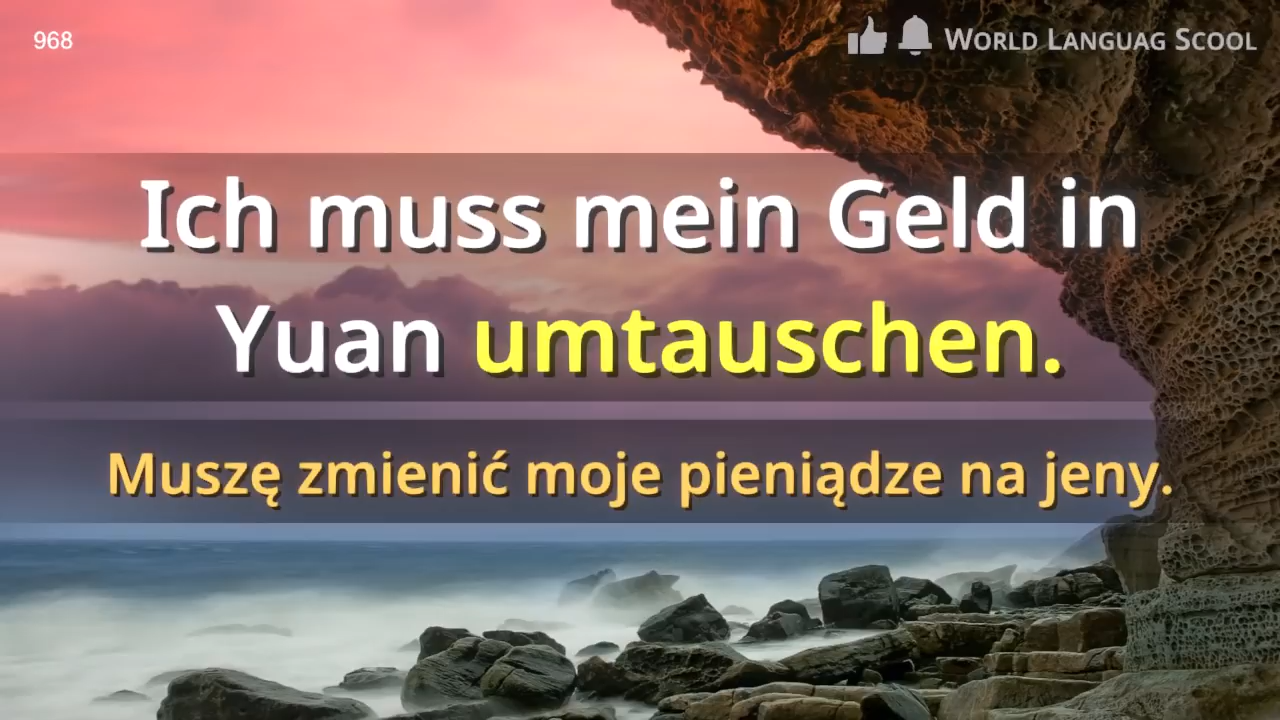 968
World Languag Scool
Ich muss mein Geld in
Yuan umtauschen.
Muszę zmienić moje pieniądze na jeny.